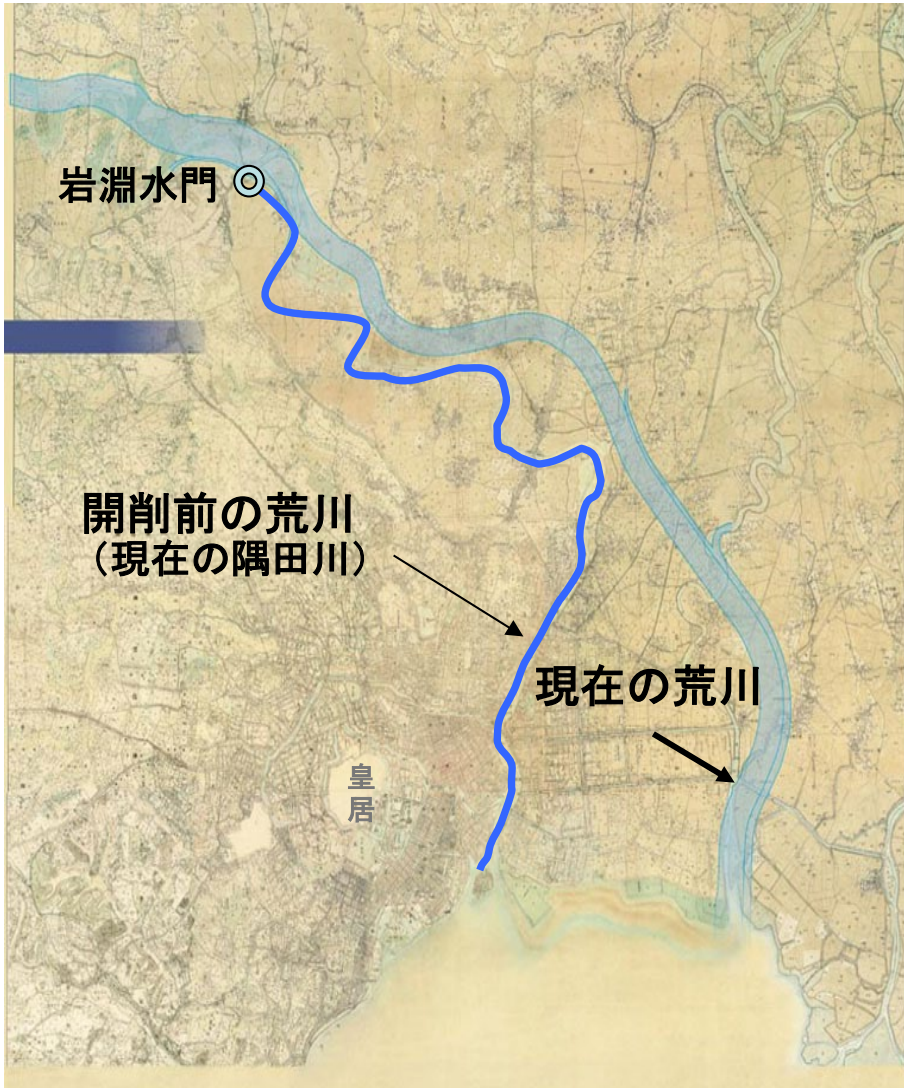 岩淵水門
開削前の荒川
（現在の隅田川）
現在の荒川
皇
居